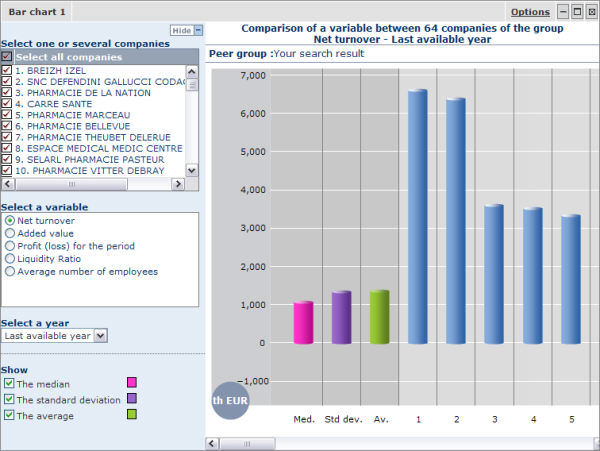 Bar chart 1
Options
Hide
Comparison of a variable between 64 companies of the group
Net turnover - Last available year
Peer group :Your search result
Select one or several companies
Select all companies
1. BREIZH IZEL
2. SNC DEFENDINI GALLUCCI CODAC
3. PHARMACIE DE LA NATION
4. CARRE SANTE
5. PHARMACIE MARCEAU
6. PHARMACIE BELLEVUE
7. PHARMACIE THEUBET DELERUE
8. ESPACE MEDICAL MEDIC CENTRE
9. SELARL PHARMACIE PASTEUR
10. PHARMACIE VITTER DEBRAY
Select a variable
Net turnover
Added value
Profit (loss) for the period
Liquidity Ratio
Average number of employees
Select a year
Last available year
Show
The median
The standard deviation
The average
7,000
6,000
5,000
4,000
3,000
2,000
1,000
0
-1,000
th EUR
Med. Std dev. Av. 1 2 3 4 5